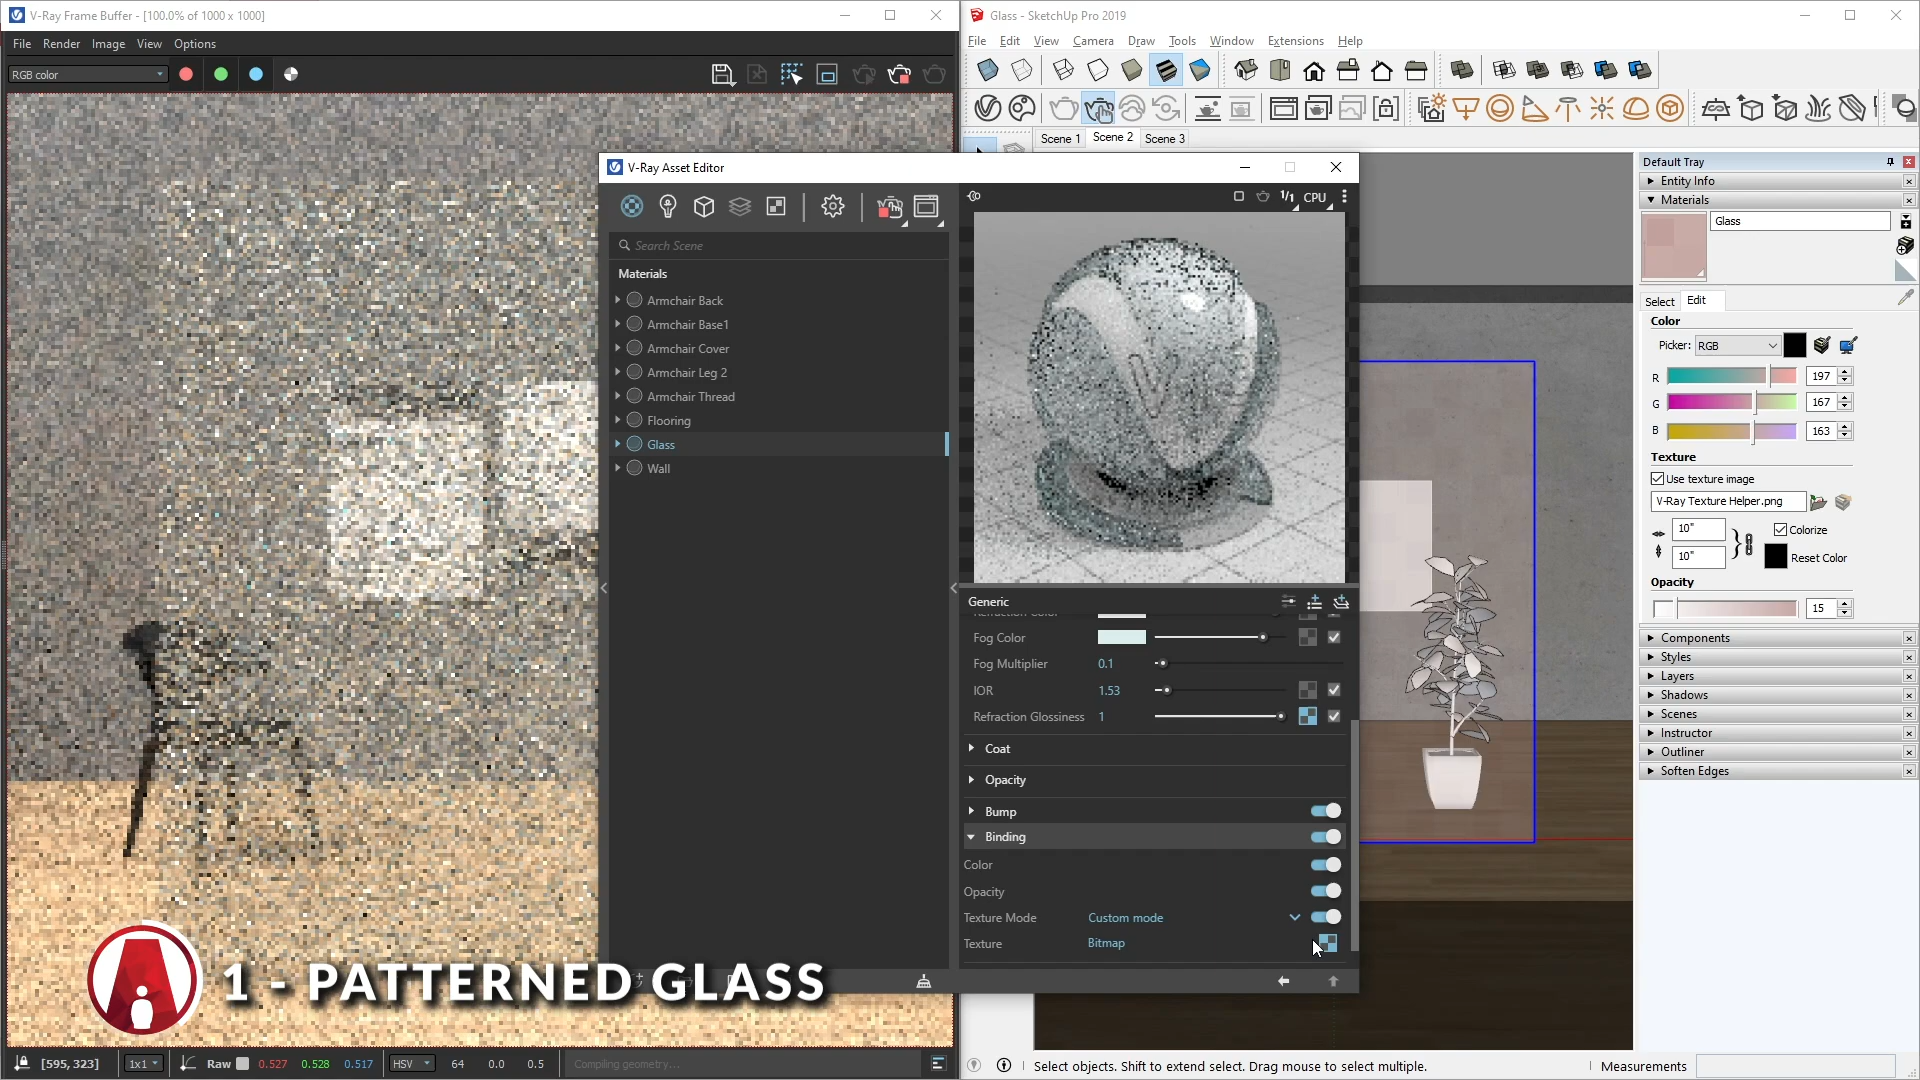 V-Ray Frame Buffer - [100.0% of 1000 x 1000]
File Render Image View Options
RGB color
Glass - SketchUp Pro 2019
File Edit View Camera Draw Tools Window Extensions Help
Scene 1 Scene 2 Scene 3
V-Ray Asset Editor
Search Scene
Materials
Armchair Back
Armchair Base1
Armchair Cover
Armchair Leg 2
Armchair Thread
Flooring
Glass
Wall
1/1 CPU
Generic
Refraction Color
Fog Color
Fog Multiplier 0.1
IOR 1.53
Refraction Glossiness 1
Coat
Opacity
Bump
Binding
Color
Opacity
Texture Mode Custom mode
Texture Bitmap
Default Tray
Entity Info
Materials
Glass
Select Edit
Color
Picker: RGB
R 197
G 167
B 163
Texture
Use texture image
V-Ray Texture Helper.png
10" Colorize
10" Reset Color
Opacity
15
Components
Styles
Layers
Shadows
Scenes
Instructor
Outliner
Soften Edges
1 - PATTERNED GLASS
[595, 323] 1x1 Raw 0.527 0.528 0.517 HSV 64 0.0 0.5 Compiling geometry...
Select objects. Shift to extend select. Drag mouse to select multiple. Measurements